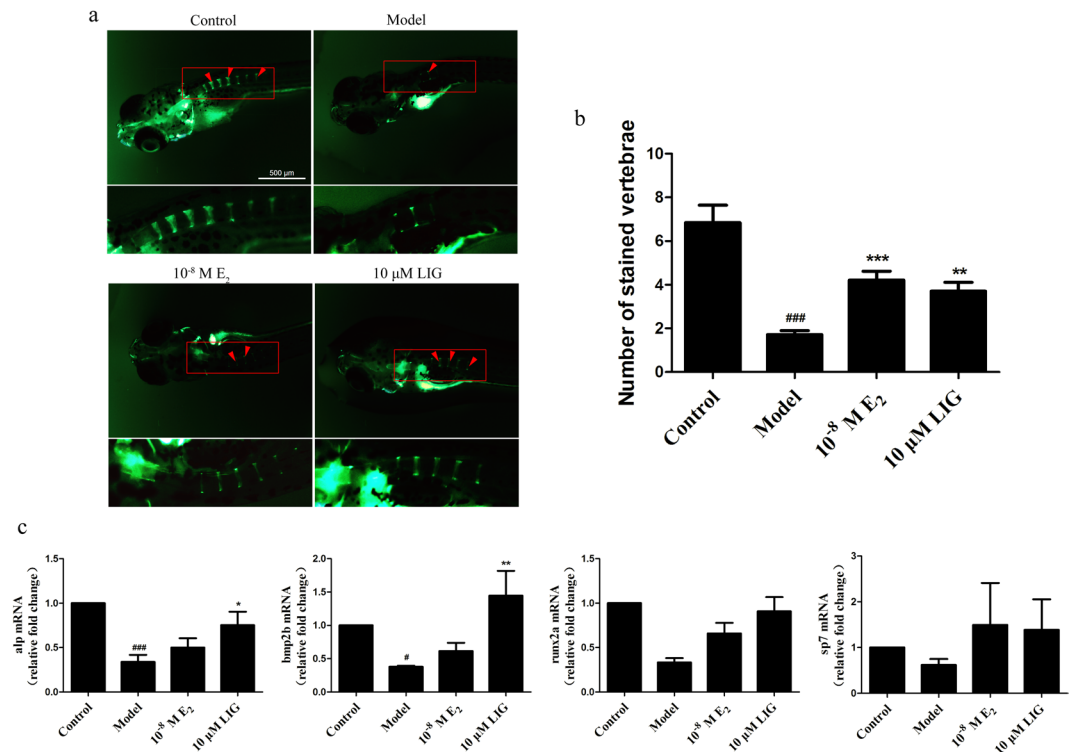 a
Control
Model
500 μm
10⁻⁸ M E₂
10 μM LIG
b
Number of stained vertebrae
10
8
6
4
2
0
###
***
**
Control
Model
10⁻⁸ M E₂
10 μM LIG
c
alp mRNA
(relative fold change)
1.5
1.0
0.5
0.0
###
*
Control
Model
10⁻⁸ M E₂
10 μM LIG
bmp2b mRNA
(relative fold change)
2.0
1.5
1.0
0.5
0.0
#
**
Control
Model
10⁻⁸ M E₂
10 μM LIG
runx2a mRNA
(relative fold change)
1.5
1.0
0.5
0.0
Control
Model
10⁻⁸ M E₂
10 μM LIG
sp7 mRNA
(relative fold change)
3
2
1
0
Control
Model
10⁻⁸ M E₂
10 μM LIG